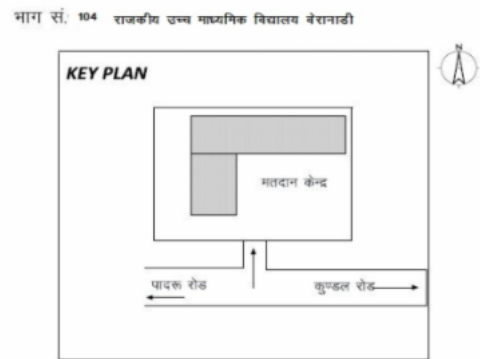 भाग सं. 104 राजकीय उच्च माध्यमिक विद्यालय बेरानाडी
N
KEY PLAN
मतदान केन्द्र
पादरू रोड
कुण्डल रोड